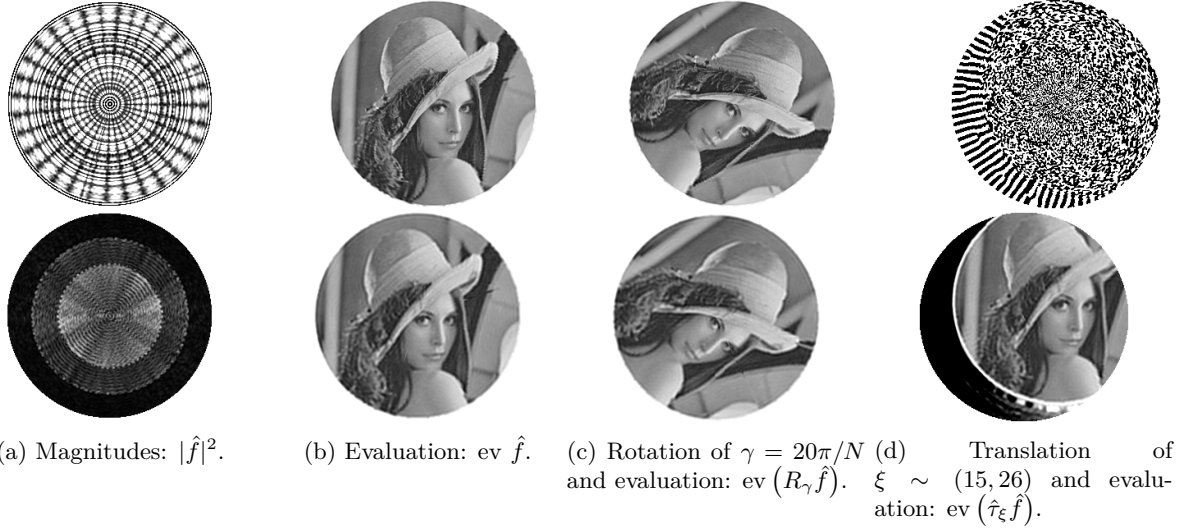 (a) Magnitudes: |f̂|².
(b) Evaluation: ev f̂.
(c) Rotation of γ = 20π/N
and evaluation: ev (R_γ f̂).
(d) Translation of
ξ ∼ (15, 26) and evalu-
ation: ev (τ̂_ξ f̂).